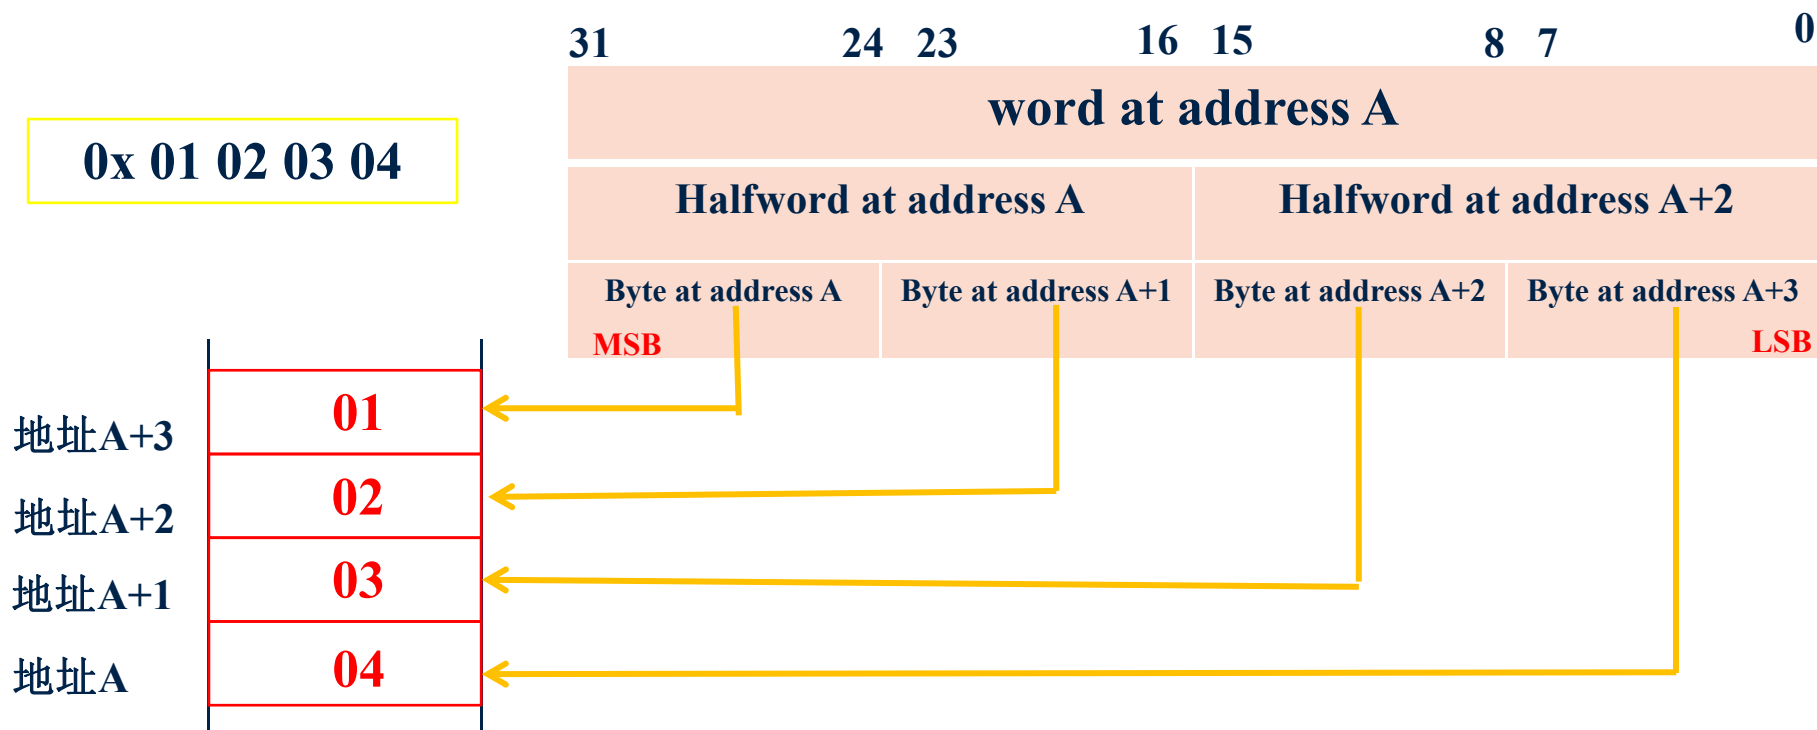 31 24 23 16 15 8 7 0
word at address A
0x 01 02 03 04
Halfword at address A Halfword at address A+2
Byte at address A Byte at address A+1 Byte at address A+2 Byte at address A+3
MSB LSB
地址A+3 01
地址A+2 02
地址A+1 03
地址A 04